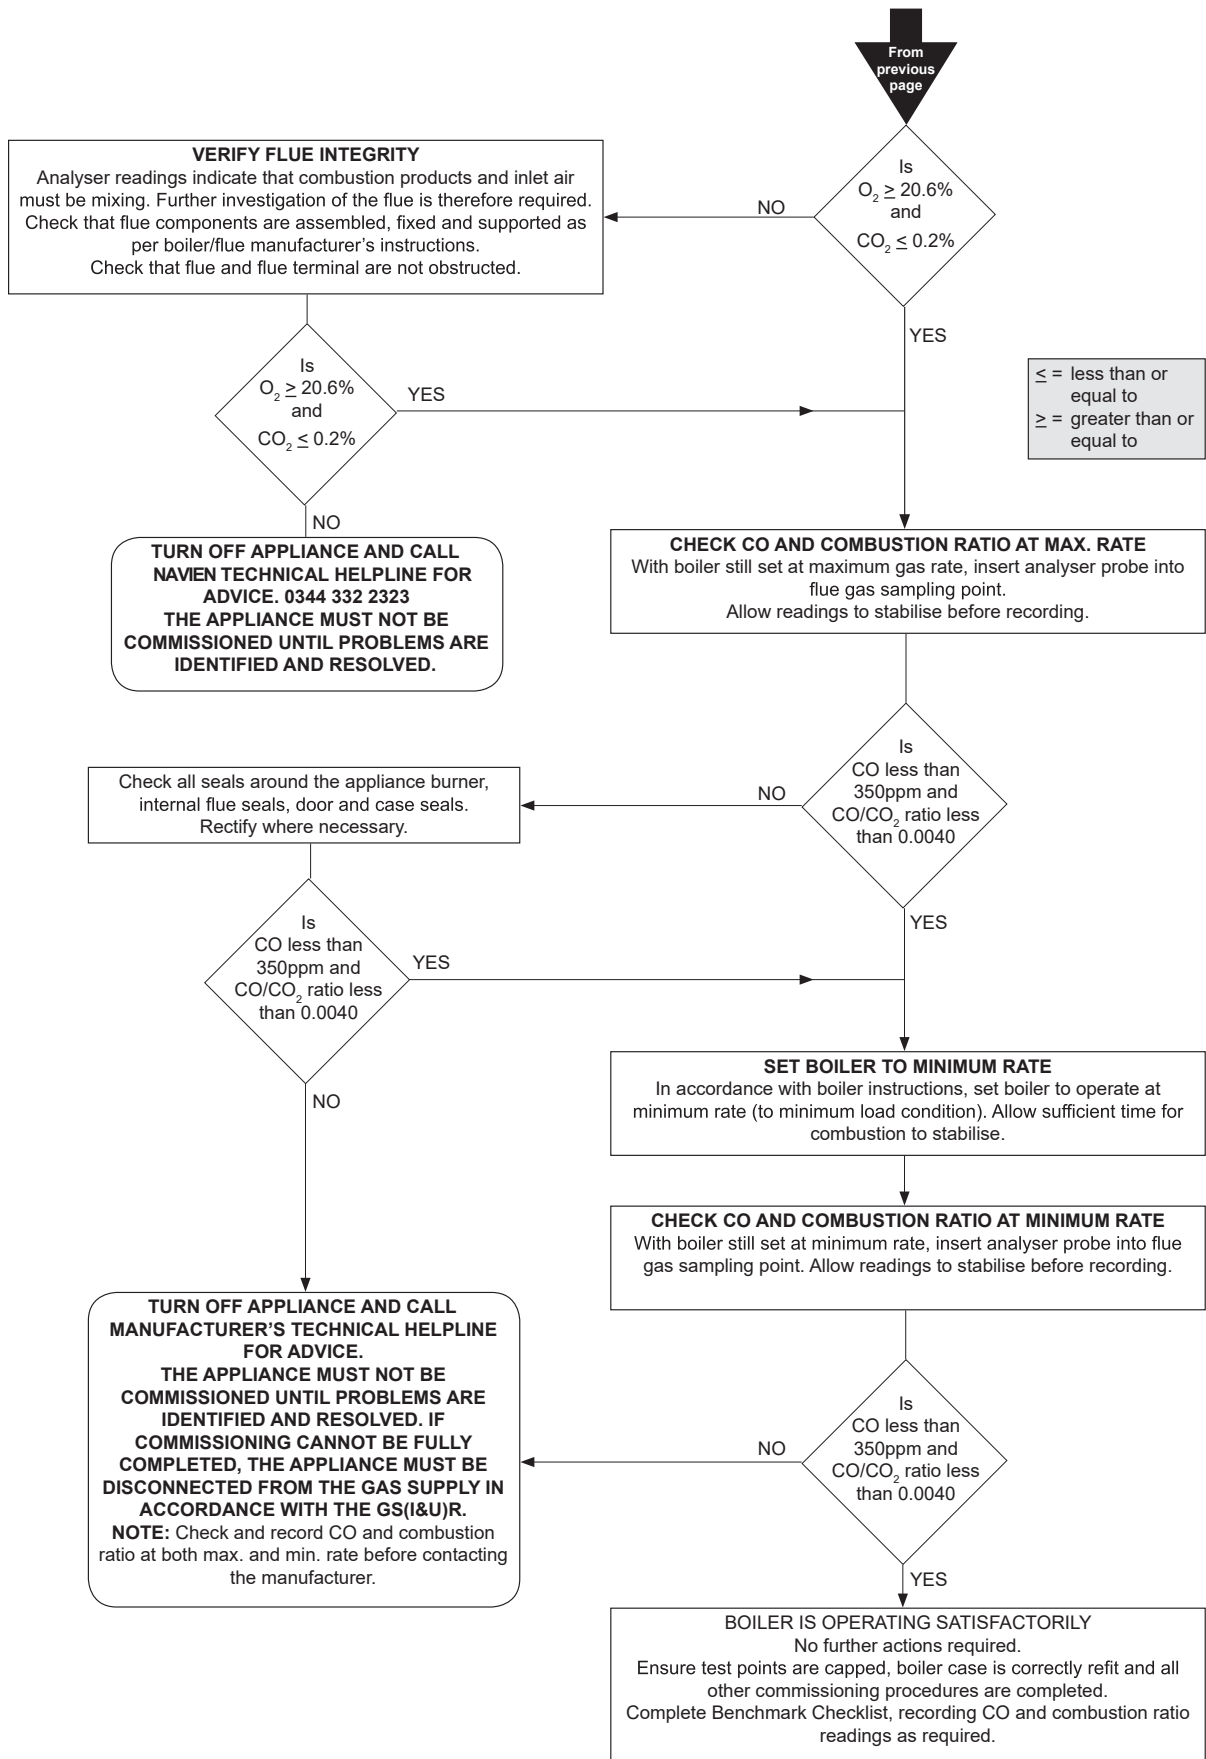 From
previous
page
Is
O₂ ≥ 20.6%
and
CO₂ ≤ 0.2%
NO
VERIFY FLUE INTEGRITY
Analyser readings indicate that combustion products and inlet air
must be mixing. Further investigation of the flue is therefore required.
Check that flue components are assembled, fixed and supported as
per boiler/flue manufacturer’s instructions.
Check that flue and flue terminal are not obstructed.
YES
≤ = less than or
equal to
≥ = greater than or
equal to
Is
O₂ ≥ 20.6%
and
CO₂ ≤ 0.2%
YES
NO
TURN OFF APPLIANCE AND CALL
NAVIEN TECHNICAL HELPLINE FOR
ADVICE. 0344 332 2323
THE APPLIANCE MUST NOT BE
COMMISSIONED UNTIL PROBLEMS ARE
IDENTIFIED AND RESOLVED.
CHECK CO AND COMBUSTION RATIO AT MAX. RATE
With boiler still set at maximum gas rate, insert analyser probe into
flue gas sampling point.
Allow readings to stabilise before recording.
Is
CO less than
350ppm and
CO/CO₂ ratio less
than 0.0040
NO
Check all seals around the appliance burner,
internal flue seals, door and case seals.
Rectify where necessary.
YES
Is
CO less than
350ppm and
CO/CO₂ ratio less
than 0.0040
YES
NO
SET BOILER TO MINIMUM RATE
In accordance with boiler instructions, set boiler to operate at
minimum rate (to minimum load condition). Allow sufficient time for
combustion to stabilise.
CHECK CO AND COMBUSTION RATIO AT MINIMUM RATE
With boiler still set at minimum rate, insert analyser probe into flue
gas sampling point. Allow readings to stabilise before recording.
TURN OFF APPLIANCE AND CALL
MANUFACTURER’S TECHNICAL HELPLINE
FOR ADVICE.
THE APPLIANCE MUST NOT BE
COMMISSIONED UNTIL PROBLEMS ARE
IDENTIFIED AND RESOLVED. IF
COMMISSIONING CANNOT BE FULLY
COMPLETED, THE APPLIANCE MUST BE
DISCONNECTED FROM THE GAS SUPPLY IN
ACCORDANCE WITH THE GS(I&U)R.
NOTE: Check and record CO and combustion
ratio at both max. and min. rate before contacting
the manufacturer.
Is
CO less than
350ppm and
CO/CO₂ ratio less
than 0.0040
NO
YES
BOILER IS OPERATING SATISFACTORILY
No further actions required.
Ensure test points are capped, boiler case is correctly refit and all
other commissioning procedures are completed.
Complete Benchmark Checklist, recording CO and combustion ratio
readings as required.